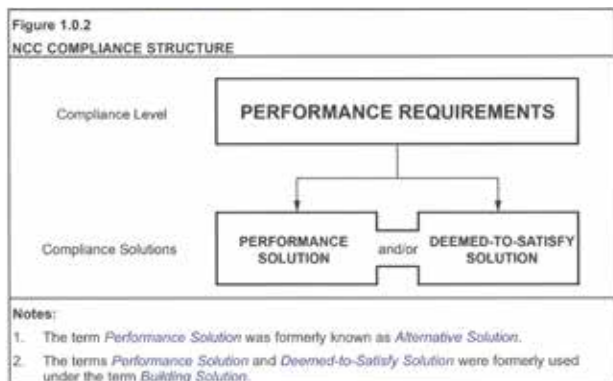 Figure 1.0.2
NCC COMPLIANCE STRUCTURE
Compliance Level
PERFORMANCE REQUIREMENTS
Compliance Solutions
PERFORMANCE
SOLUTION
and/or
DEEMED-TO-SATISFY
SOLUTION
Notes:
1. The term Performance Solution was formerly known as Alternative Solution.
2. The terms Performance Solution and Deemed-to-Satisfy Solution were formerly used
under the term Building Solution.